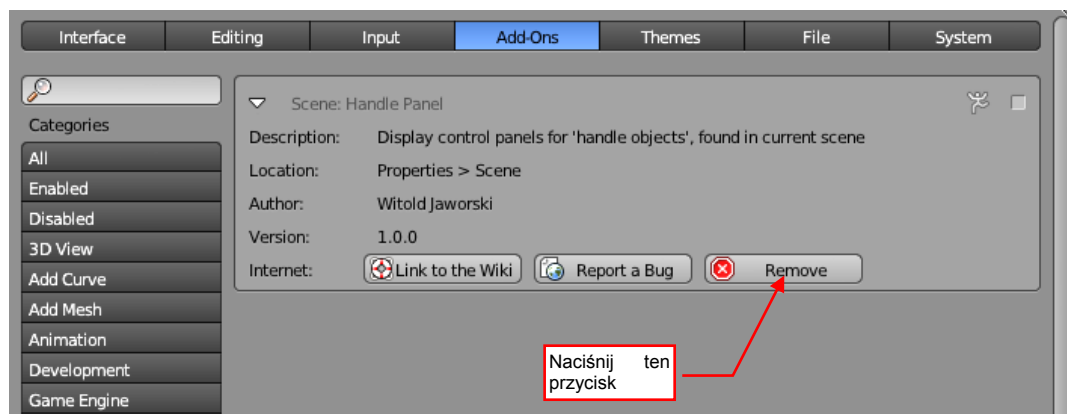 Interface Editing Input Add-Ons Themes File System
Categories
All
Enabled
Disabled
3D View
Add Curve
Add Mesh
Animation
Development
Game Engine
Scene: Handle Panel
Description: Display control panels for 'handle objects', found in current scene
Location: Properties > Scene
Author: Witold Jaworski
Version: 1.0.0
Internet: Link to the Wiki Report a Bug Remove
Naciśnij ten
przycisk